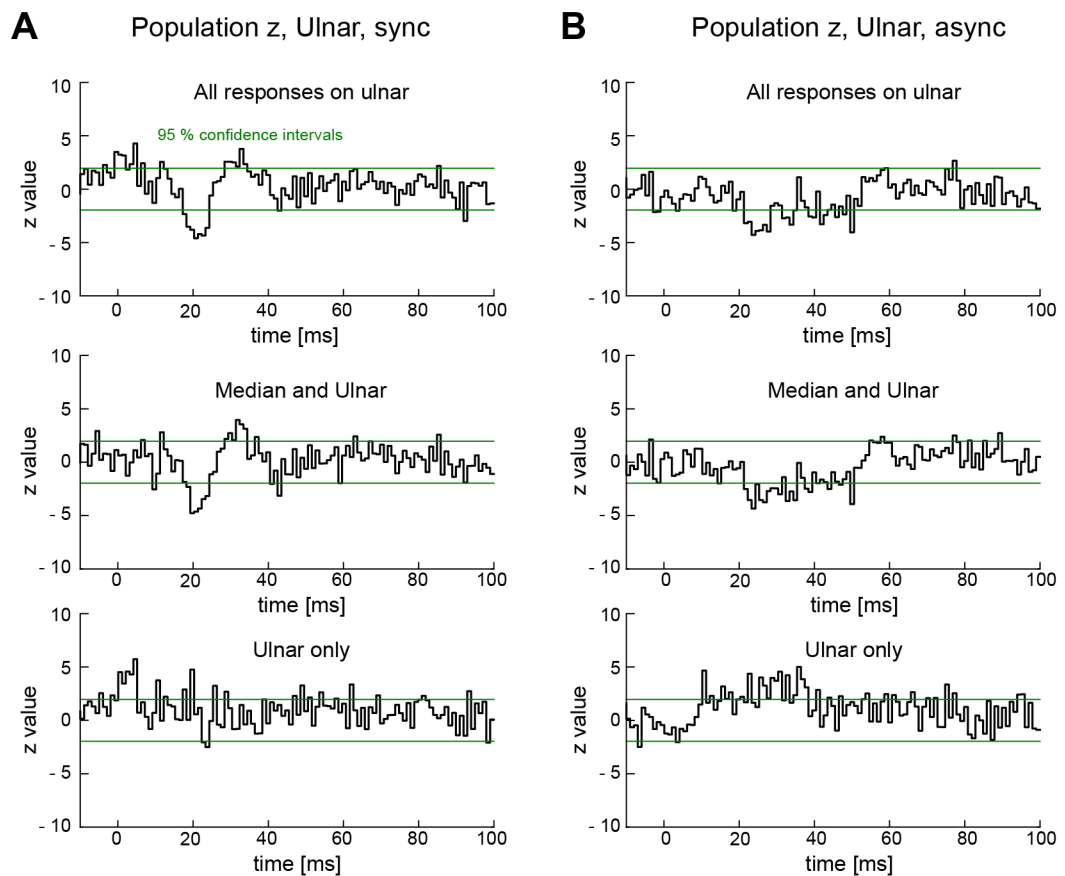 A
Population z, Ulnar, sync
B
Population z, Ulnar, async
All responses on ulnar
95 % confidence intervals
z value
10
5
0
- 5
- 10
0 20 40 60 80 100
time [ms]
All responses on ulnar
z value
10
5
0
- 5
- 10
0 20 40 60 80 100
time [ms]
Median and Ulnar
z value
10
5
0
- 5
- 10
0 20 40 60 80 100
time [ms]
Median and Ulnar
z value
10
5
0
- 5
- 10
0 20 40 60 80 100
time [ms]
Ulnar only
z value
10
5
0
- 5
- 10
0 20 40 60 80 100
time [ms]
Ulnar only
z value
10
5
0
- 5
- 10
0 20 40 60 80 100
time [ms]